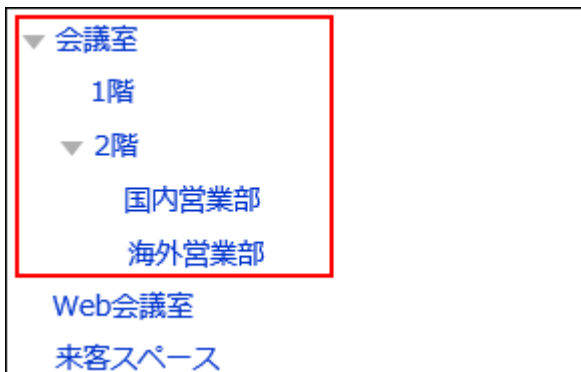 会議室
1階
2階
国内営業部
海外営業部
Web会議室
来客スペース